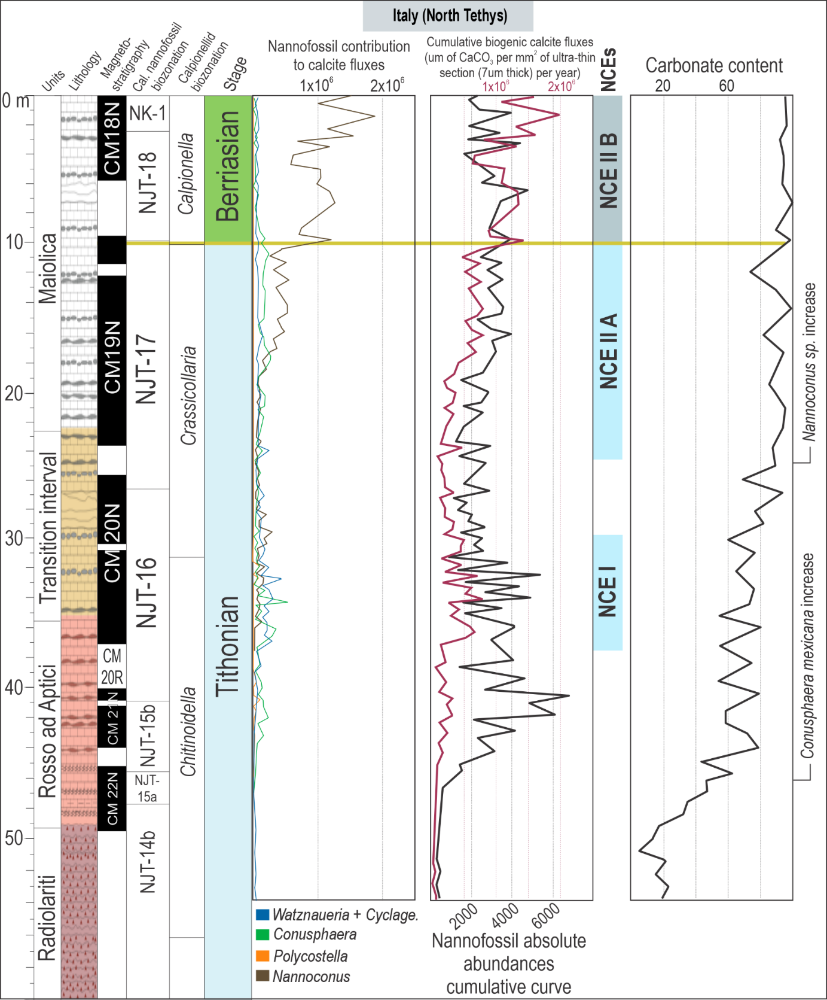 Italy (North Tethys)
Units
Lithology
Magneto-
stratigraphy
Cal. nannofossil
biozonation
Calpionellid
biozonation
Stage
Nannofossil contribution
to calcite fluxes
1x10⁶
2x10⁶
Cumulative biogenic calcite fluxes
(um of CaCO₃ per mm² of ultra-thin
section (7um thick) per year)
1x10⁶
2x10⁶
NCEs
Carbonate content
20
60
0 m
10
20
30
40
50
Maiolica
Transition interval
Rosso ad Aptici
Radiolariti
CM18N
CM19N
CM 20N
CM
20R
CM 21N
CM 22N
NK-1
NJT-18
NJT-17
NJT-16
NJT-15b
NJT-
15a
NJT-14b
Calpionella
Crassicollaria
Chitinoidella
Berriasian
Tithonian
NCE II B
NCE II A
NCE I
Nannoconus sp. increase
Conusphaera mexicana increase
Watznaueria + Cyclage.
Conusphaera
Polycostella
Nannoconus
2000
4000
6000
Nannofossil absolute
abundances
cumulative curve